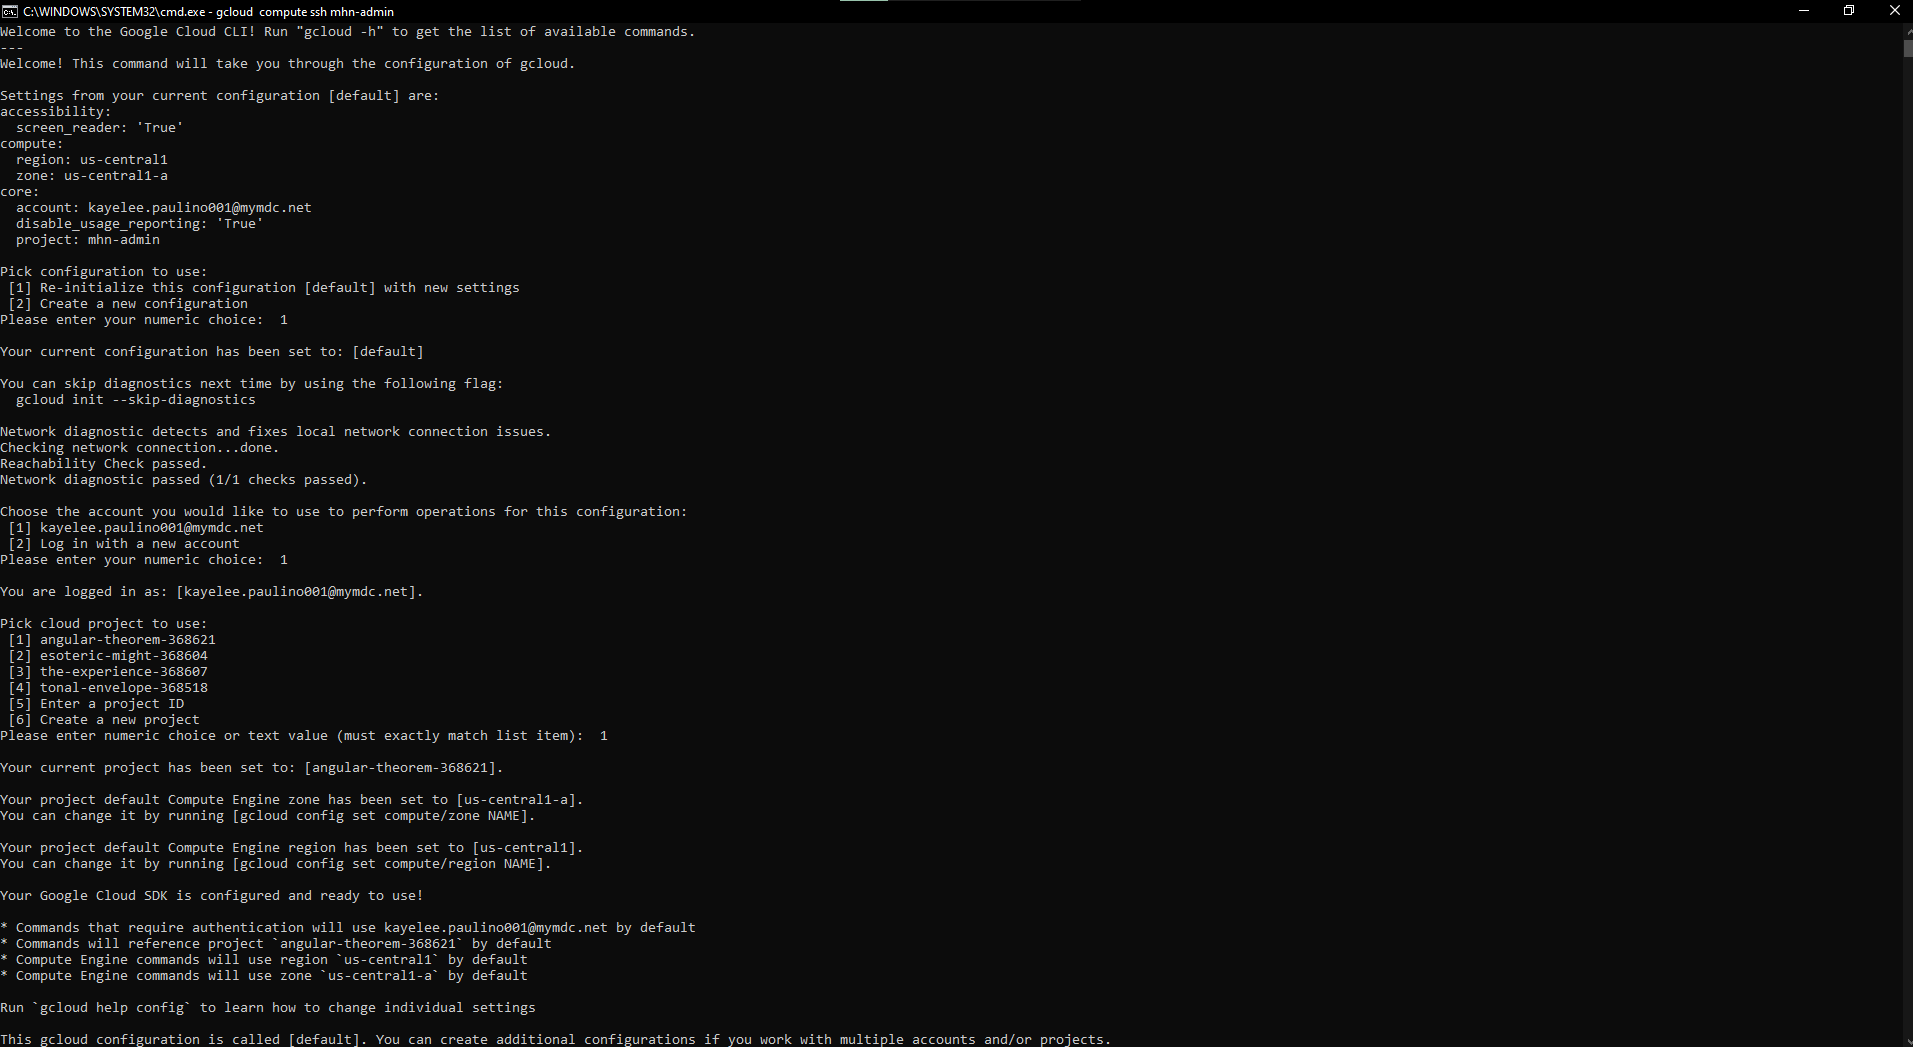 C:\WINDOWS\SYSTEM32\cmd.exe - gcloud  compute ssh mhn-admin
Welcome to the Google Cloud CLI! Run "gcloud -h" to get the list of available commands.
---
Welcome! This command will take you through the configuration of gcloud.

Settings from your current configuration [default] are:
accessibility:
  screen_reader: 'True'
compute:
  region: us-central1
  zone: us-central1-a
core:
  account: kayelee.paulino001@mymdc.net
  disable_usage_reporting: 'True'
  project: mhn-admin

Pick configuration to use:
 [1] Re-initialize this configuration [default] with new settings
 [2] Create a new configuration
Please enter your numeric choice:  1

Your current configuration has been set to: [default]

You can skip diagnostics next time by using the following flag:
  gcloud init --skip-diagnostics

Network diagnostic detects and fixes local network connection issues.
Checking network connection...done.
Reachability Check passed.
Network diagnostic passed (1/1 checks passed).

Choose the account you would like to use to perform operations for this configuration:
 [1] kayelee.paulino001@mymdc.net
 [2] Log in with a new account
Please enter your numeric choice:  1

You are logged in as: [kayelee.paulino001@mymdc.net].

Pick cloud project to use:
 [1] angular-theorem-368621
 [2] esoteric-might-368604
 [3] the-experience-368607
 [4] tonal-envelope-368518
 [5] Enter a project ID
 [6] Create a new project
Please enter numeric choice or text value (must exactly match list item):  1

Your current project has been set to: [angular-theorem-368621].

Your project default Compute Engine zone has been set to [us-central1-a].
You can change it by running [gcloud config set compute/zone NAME].

Your project default Compute Engine region has been set to [us-central1].
You can change it by running [gcloud config set compute/region NAME].

Your Google Cloud SDK is configured and ready to use!

* Commands that require authentication will use kayelee.paulino001@mymdc.net by default
* Commands will reference project `angular-theorem-368621` by default
* Compute Engine commands will use region `us-central1` by default
* Compute Engine commands will use zone `us-central1-a` by default

Run `gcloud help config` to learn how to change individual settings

This gcloud configuration is called [default]. You can create additional configurations if you work with multiple accounts and/or projects.